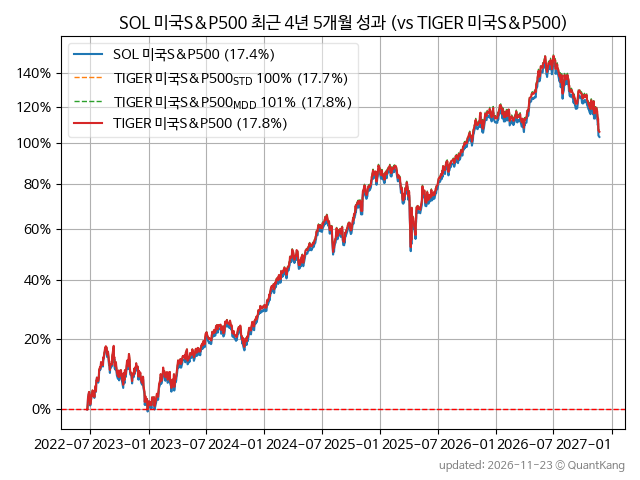 SOL 미국S&P500 최근 4년 5개월 성과 (vs TIGER 미국S&P500)
SOL 미국S&P500 (17.4%)
TIGER 미국S&P500STD 100% (17.7%)
TIGER 미국S&P500MDD 101% (17.8%)
TIGER 미국S&P500 (17.8%)
140%
120%
100%
80%
60%
40%
20%
0%
2022-07 2023-01 2023-07 2024-01 2024-07 2025-01 2025-07 2026-01 2026-07 2027-01
updated: 2026-11-23 © QuantKang